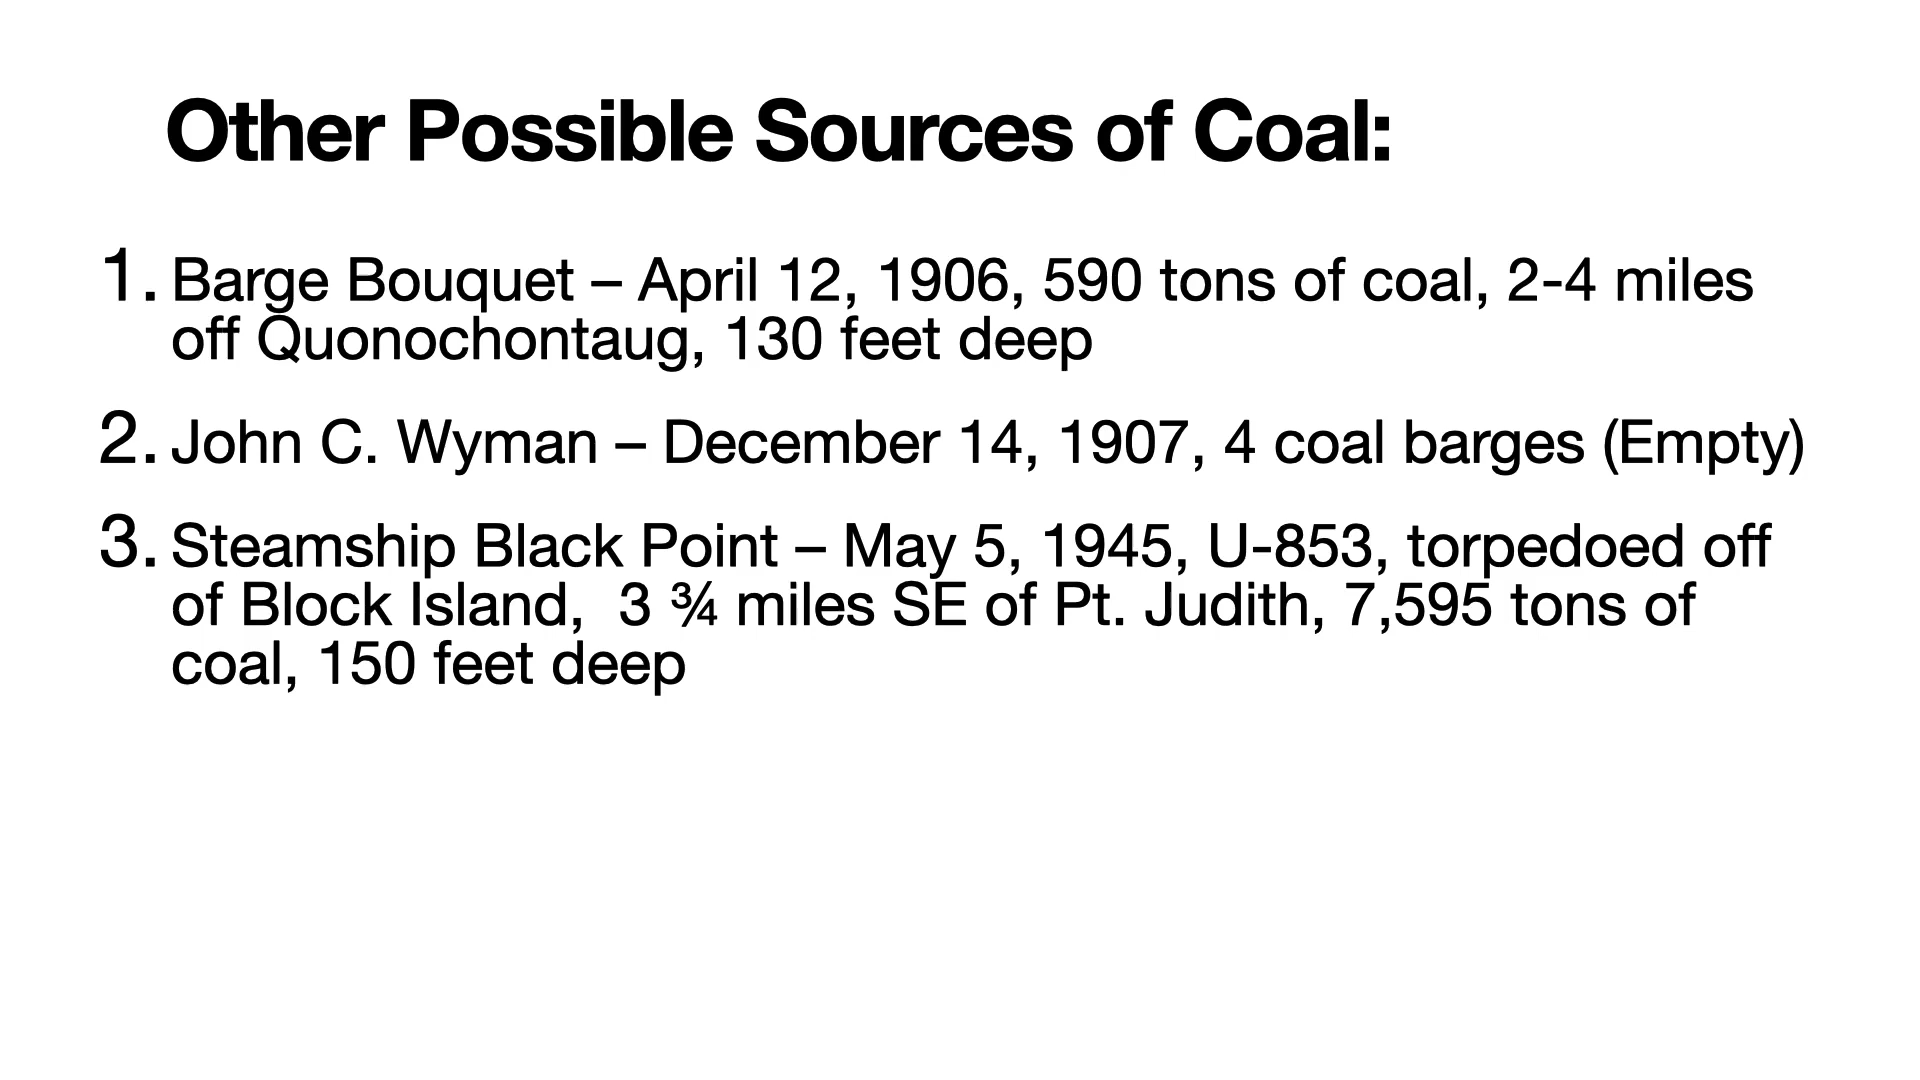 Other Possible Sources of Coal:
1. Barge Bouquet – April 12, 1906, 590 tons of coal, 2-4 miles
off Quonochontaug, 130 feet deep
2. John C. Wyman – December 14, 1907, 4 coal barges (Empty)
3. Steamship Black Point – May 5, 1945, U-853, torpedoed off
of Block Island,  3 ¾ miles SE of Pt. Judith, 7,595 tons of
coal, 150 feet deep